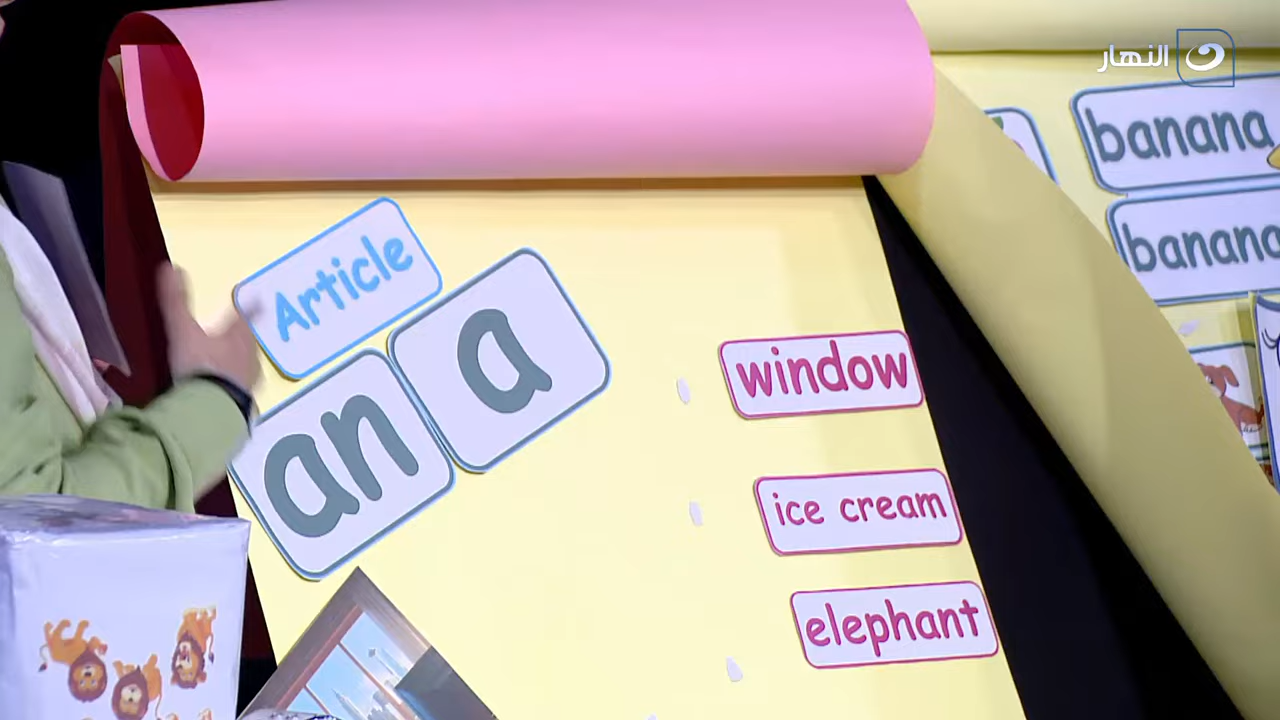 النهار
banana
banana
Article
an a
window
ice cream
elephant